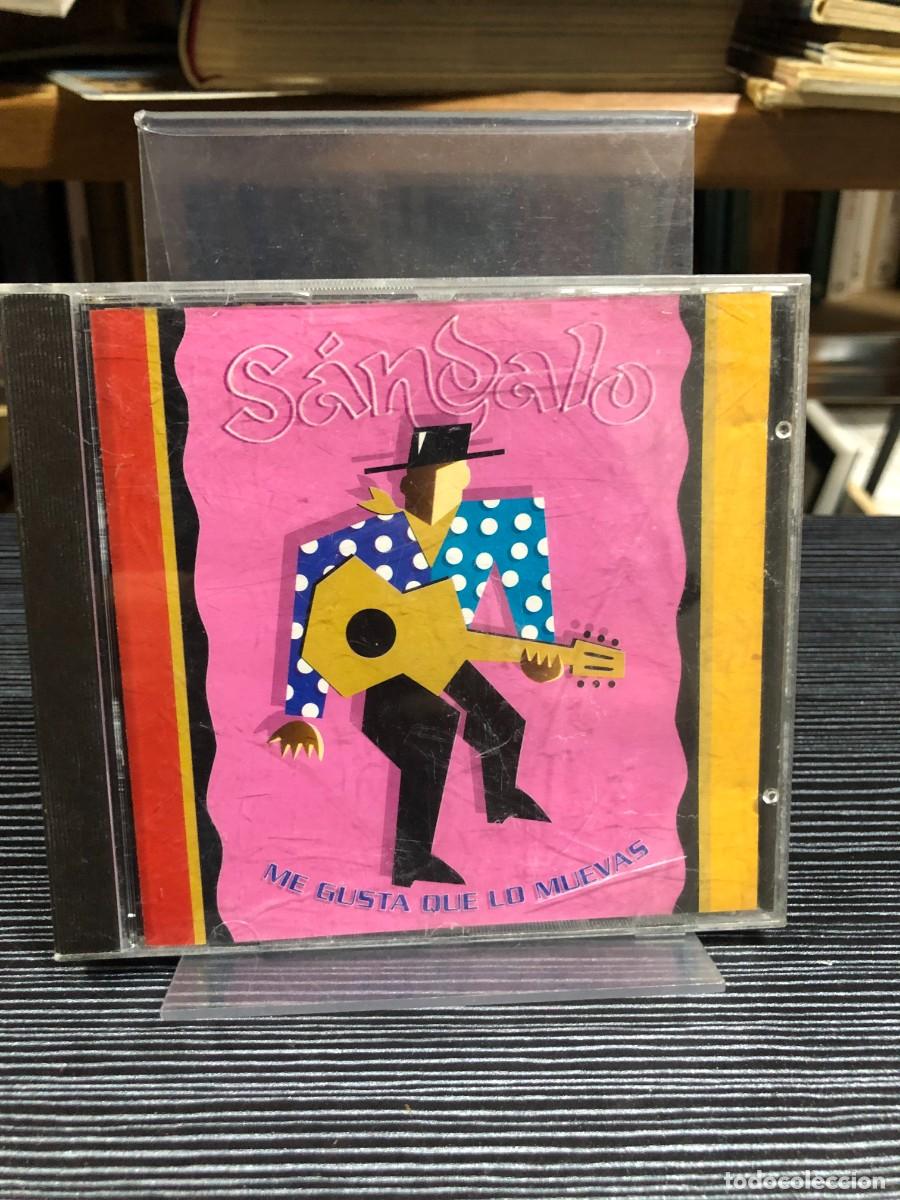 Sándalo
ME GUSTA QUE LO MUEVAS
todocoleccion